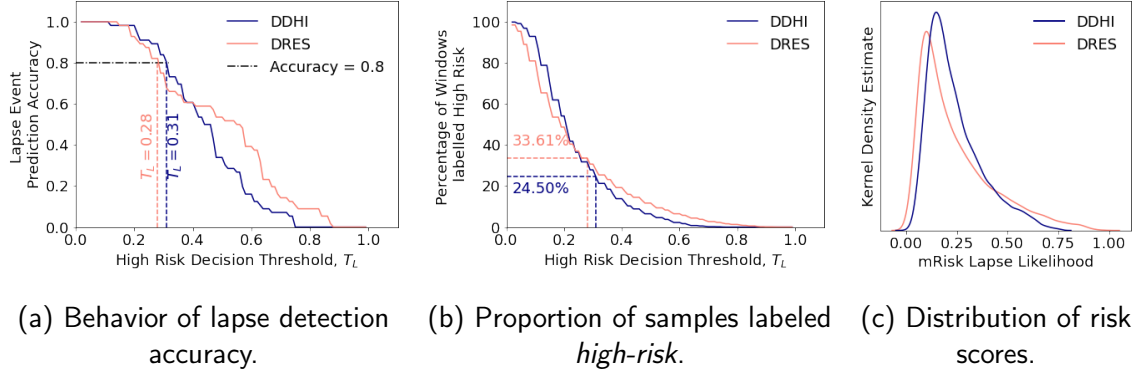 Lapse Event
Prediction Accuracy
1.0
0.8
0.6
0.4
0.2
0.0
DDHI
DRES
Accuracy = 0.8
T_L = 0.28
T_L = 0.31
0.0 0.2 0.4 0.6 0.8 1.0
High Risk Decision Threshold, T_L
(a) Behavior of lapse detection
accuracy.
Percentage of Windows
labelled High Risk
100
80
60
40
20
0
DDHI
DRES
33.61%
24.50%
0.0 0.2 0.4 0.6 0.8 1.0
High Risk Decision Threshold, T_L
(b) Proportion of samples labeled
high-risk.
Kernel Density Estimate
DDHI
DRES
0.00 0.25 0.50 0.75 1.00
mRisk Lapse Likelihood
(c) Distribution of risk
scores.